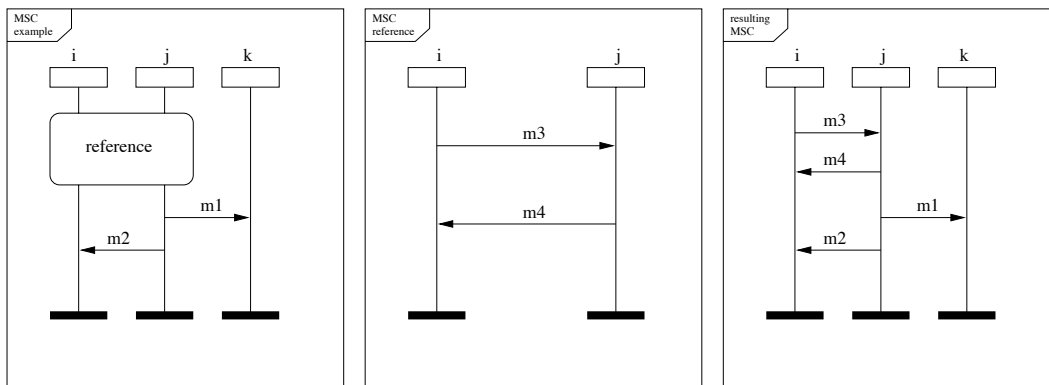 MSC
example
i
j
k
reference
m1
m2
MSC
reference
i
j
m3
m4
resulting
MSC
i
j
k
m3
m4
m1
m2